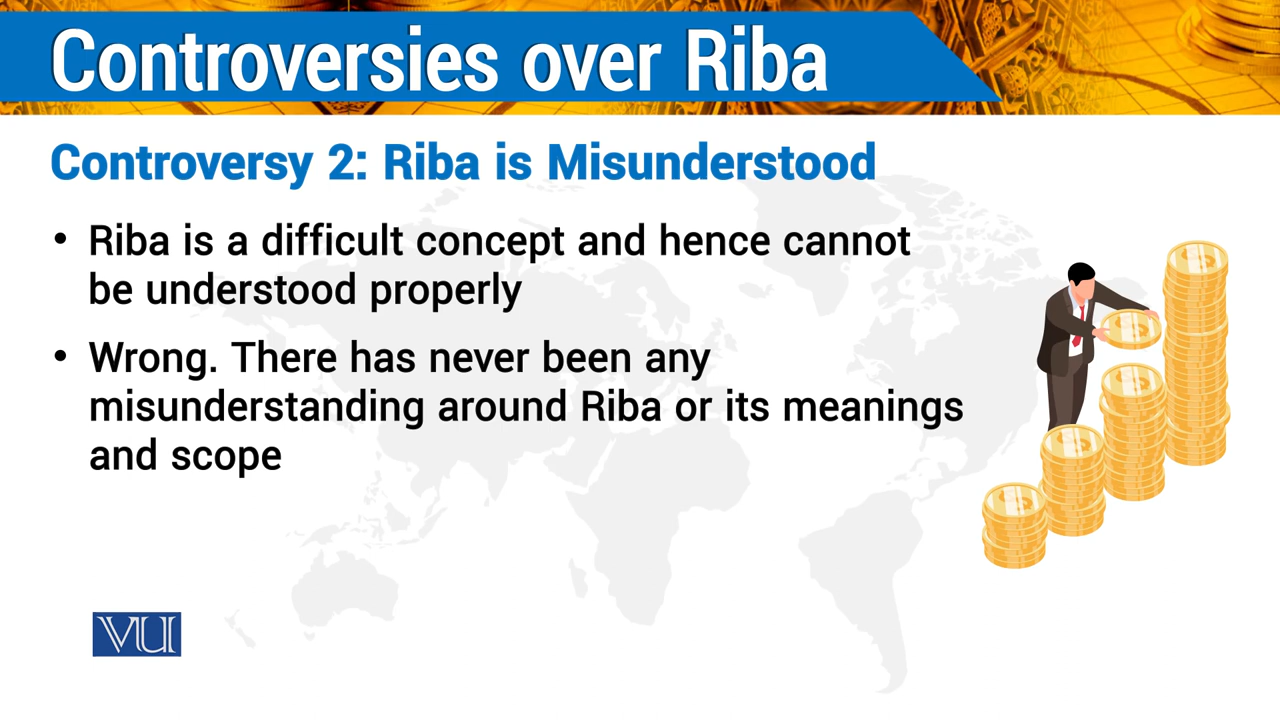 Controversies over Riba
Controversy 2: Riba is Misunderstood
• Riba is a difficult concept and hence cannot
be understood properly
• Wrong. There has never been any
misunderstanding around Riba or its meanings
and scope
VU